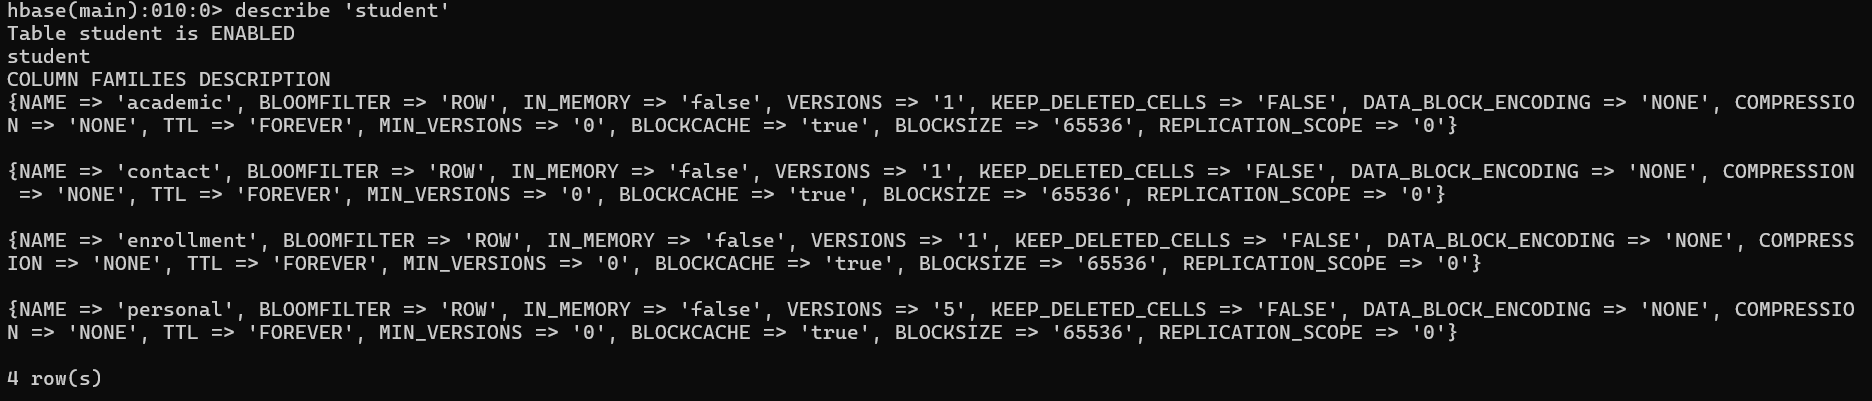 hbase(main):010:0> describe 'student'
Table student is ENABLED
student
COLUMN FAMILIES DESCRIPTION
{NAME => 'academic', BLOOMFILTER => 'ROW', IN_MEMORY => 'false', VERSIONS => '1', KEEP_DELETED_CELLS => 'FALSE', DATA_BLOCK_ENCODING => 'NONE', COMPRESSIO
N => 'NONE', TTL => 'FOREVER', MIN_VERSIONS => '0', BLOCKCACHE => 'true', BLOCKSIZE => '65536', REPLICATION_SCOPE => '0'}
{NAME => 'contact', BLOOMFILTER => 'ROW', IN_MEMORY => 'false', VERSIONS => '1', KEEP_DELETED_CELLS => 'FALSE', DATA_BLOCK_ENCODING => 'NONE', COMPRESSION
 => 'NONE', TTL => 'FOREVER', MIN_VERSIONS => '0', BLOCKCACHE => 'true', BLOCKSIZE => '65536', REPLICATION_SCOPE => '0'}
{NAME => 'enrollment', BLOOMFILTER => 'ROW', IN_MEMORY => 'false', VERSIONS => '1', KEEP_DELETED_CELLS => 'FALSE', DATA_BLOCK_ENCODING => 'NONE', COMPRESS
ION => 'NONE', TTL => 'FOREVER', MIN_VERSIONS => '0', BLOCKCACHE => 'true', BLOCKSIZE => '65536', REPLICATION_SCOPE => '0'}
{NAME => 'personal', BLOOMFILTER => 'ROW', IN_MEMORY => 'false', VERSIONS => '5', KEEP_DELETED_CELLS => 'FALSE', DATA_BLOCK_ENCODING => 'NONE', COMPRESSIO
N => 'NONE', TTL => 'FOREVER', MIN_VERSIONS => '0', BLOCKCACHE => 'true', BLOCKSIZE => '65536', REPLICATION_SCOPE => '0'}
4 row(s)